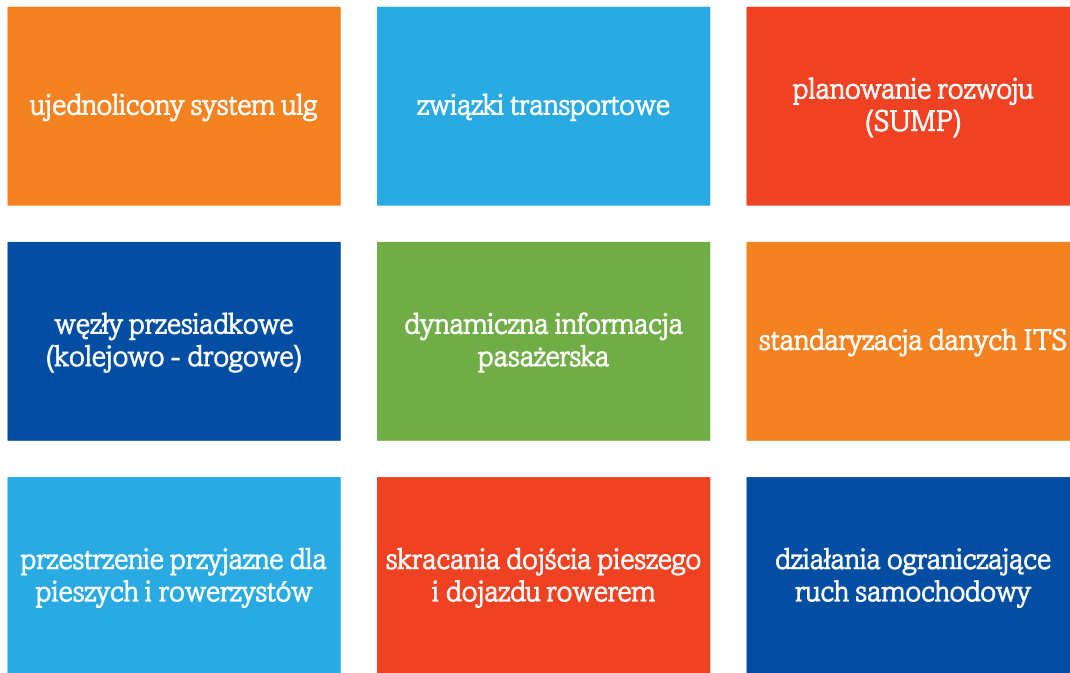 ujednolicony system ulg
związki transportowe
planowanie rozwoju
(SUMP)
węzły przesiadkowe
(kolejowo - drogowe)
dynamiczna informacja
pasażerska
standaryzacja danych ITS
przestrzenie przyjazne dla
pieszych i rowerzystów
skracania dojścia pieszego
i dojazdu rowerem
działania ograniczające
ruch samochodowy